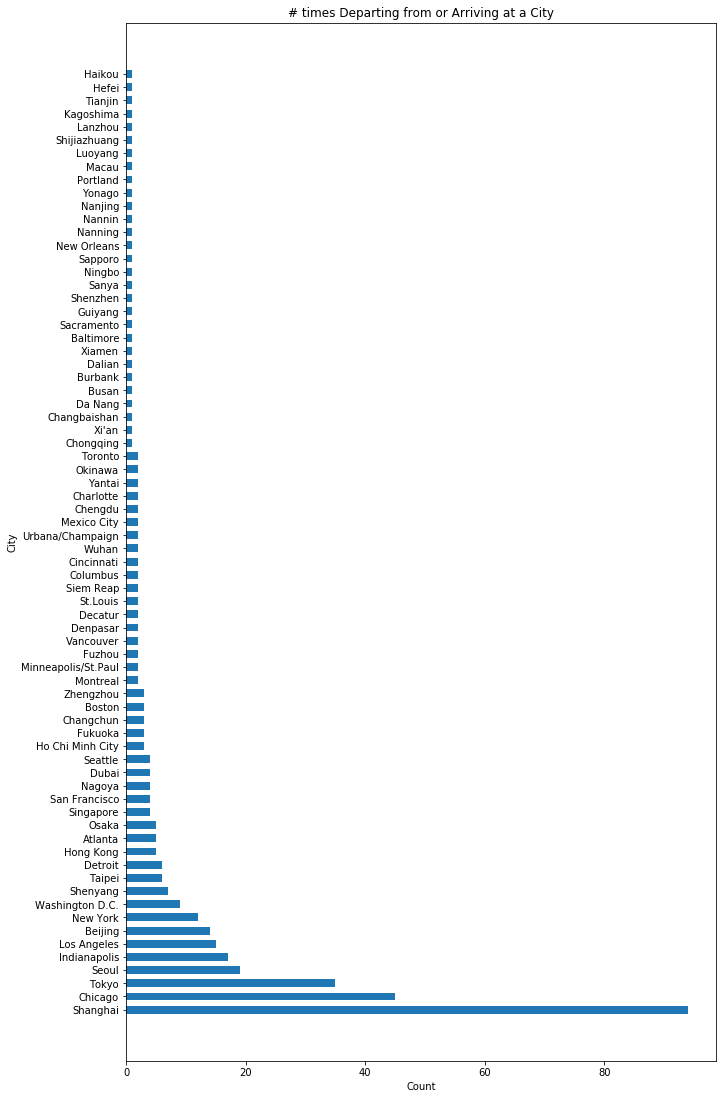 # times Departing from or Arriving at a City
Haikou
Hefei
Tianjin
Kagoshima
Lanzhou
Shijiazhuang
Luoyang
Macau
Portland
Yonago
Nanjing
Nannin
Nanning
New Orleans
Sapporo
Ningbo
Sanya
Shenzhen
Guiyang
Sacramento
Baltimore
Xiamen
Dalian
Burbank
Busan
Da Nang
Changbaishan
Xi'an
Chongqing
Toronto
Okinawa
Yantai
Charlotte
Chengdu
Mexico City
Urbana/Champaign
Wuhan
Cincinnati
Columbus
Siem Reap
St.Louis
Decatur
Denpasar
Vancouver
Fuzhou
Minneapolis/St.Paul
Montreal
Zhengzhou
Boston
Changchun
Fukuoka
Ho Chi Minh City
Seattle
Dubai
Nagoya
San Francisco
Singapore
Osaka
Atlanta
Hong Kong
Detroit
Taipei
Shenyang
Washington D.C.
New York
Beijing
Los Angeles
Indianapolis
Seoul
Tokyo
Chicago
Shanghai
City
0 20 40 60 80
Count